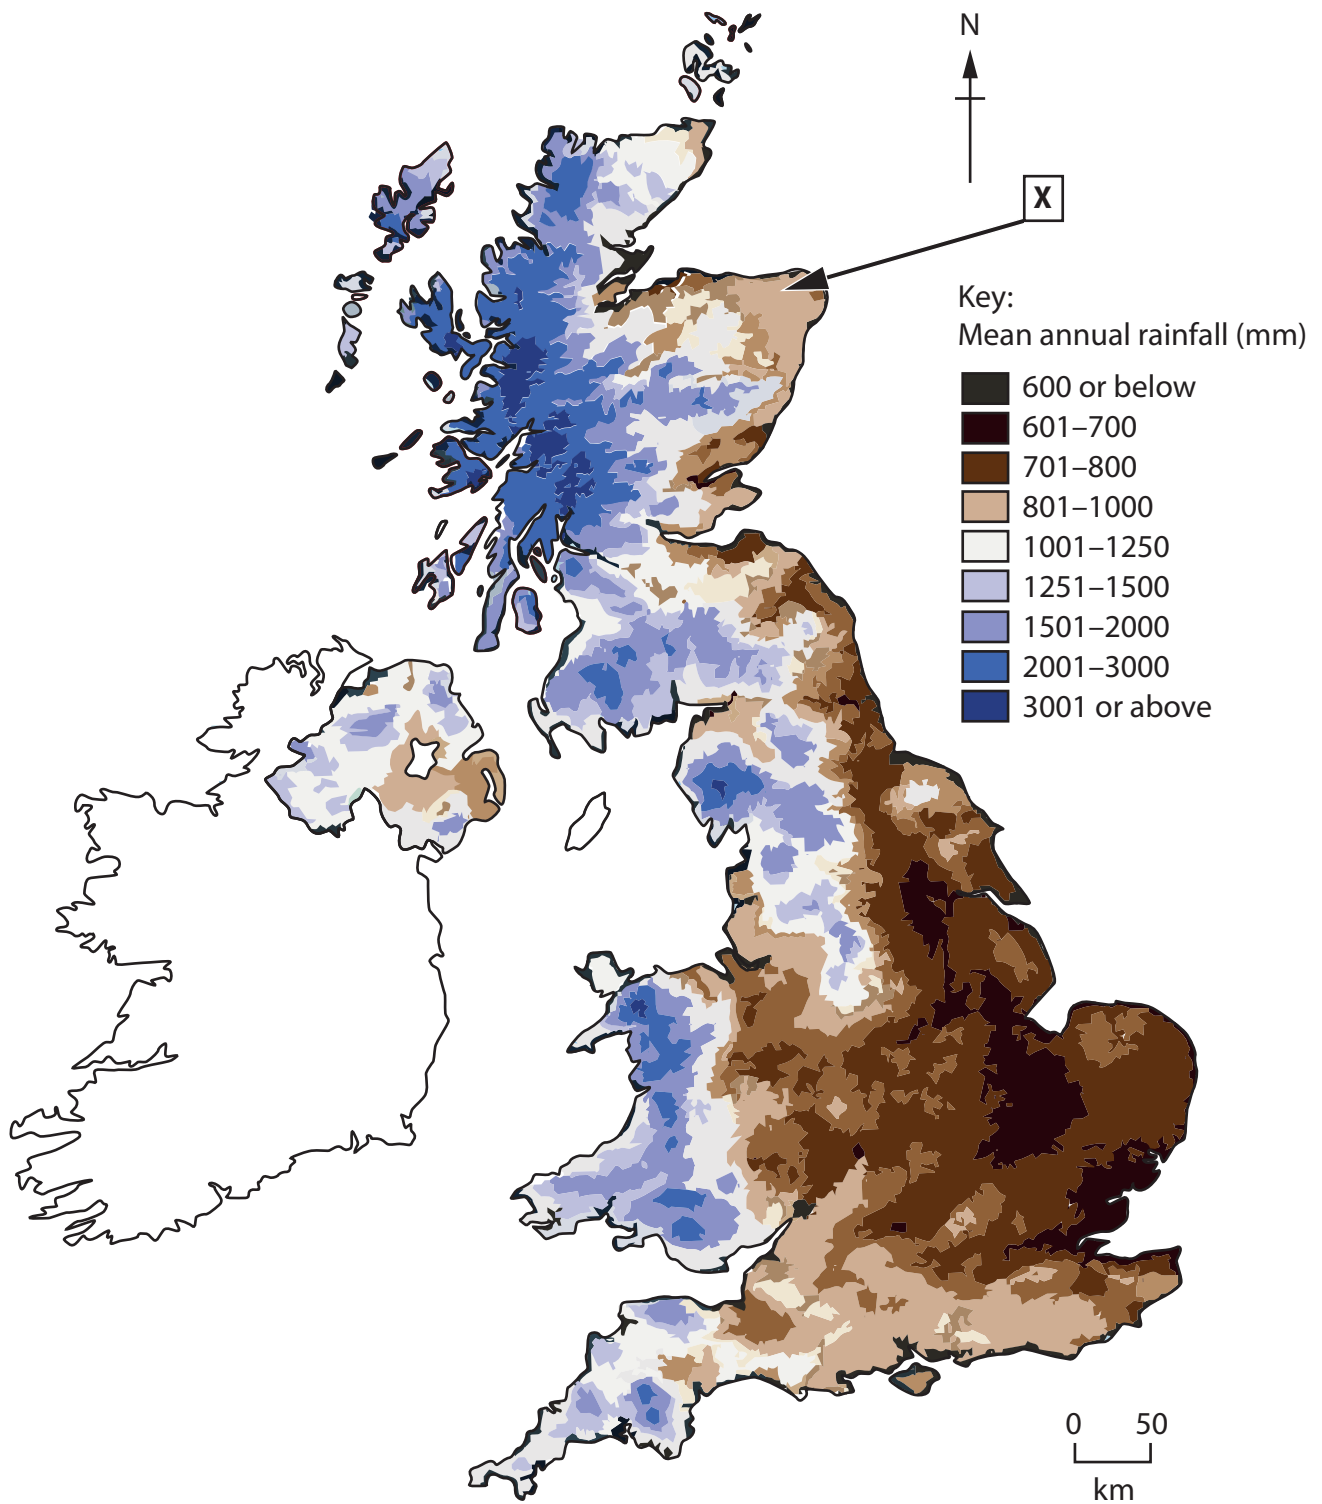 N
X
Key:
Mean annual rainfall (mm)
600 or below
601–700
701–800
801–1000
1001–1250
1251–1500
1501–2000
2001–3000
3001 or above
0 50
km